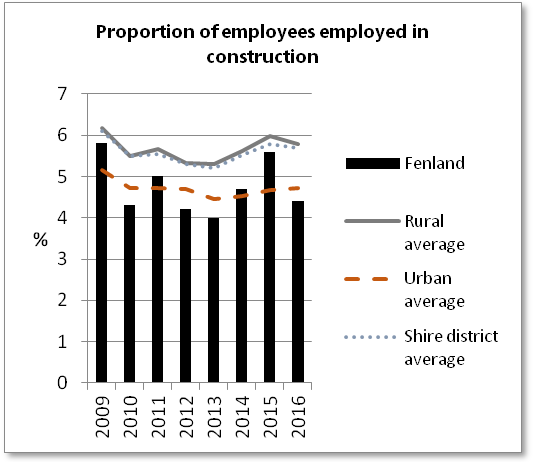 Proportion of employees employed in
construction
7
6
5
4
3
2
1
0
%
2009
2010
2011
2012
2013
2014
2015
2016
Fenland
Rural
average
Urban
average
Shire district
average